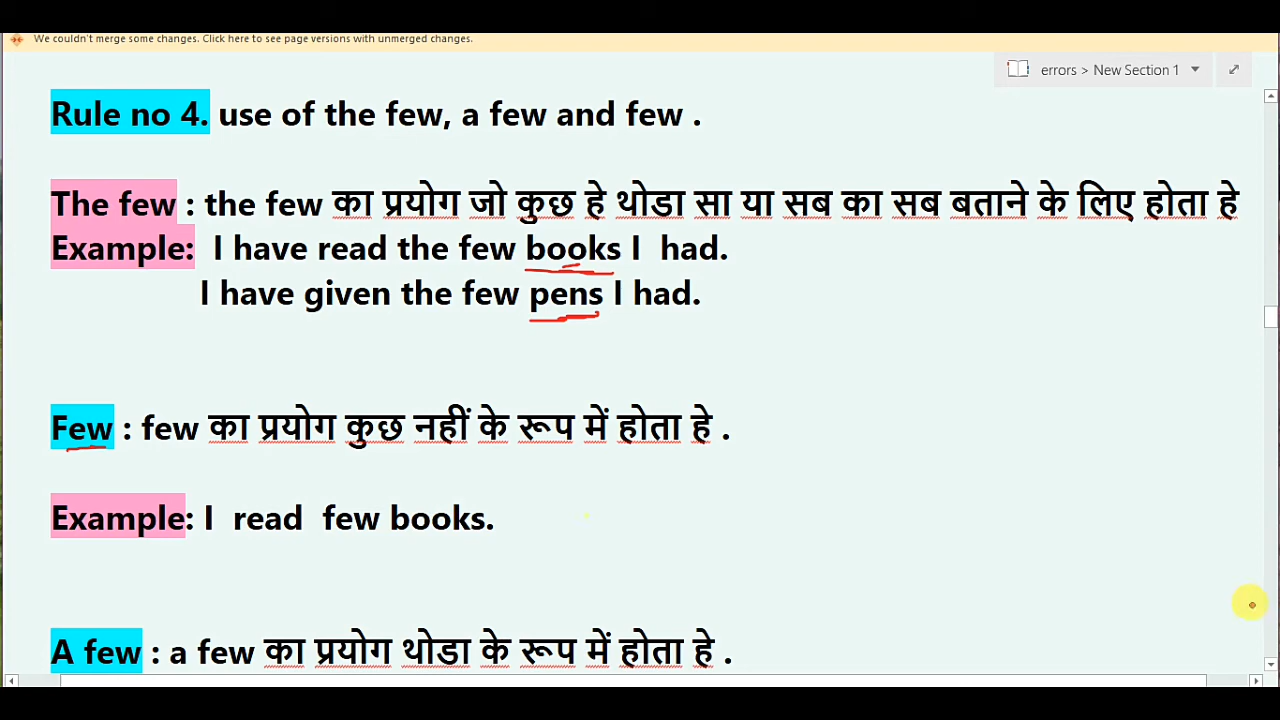 We couldn't merge some changes. Click here to see page versions with unmerged changes.
errors > New Section 1
Rule no 4. use of the few, a few and few .
The few : the few का प्रयोग जो कुछ हे थोडा सा या सब का सब बताने के लिए होता हे
Example: I have read the few books I had.
I have given the few pens I had.
Few : few का प्रयोग कुछ नहीं के रूप में होता हे .
Example: I read few books.
A few : a few का प्रयोग थोडा के रूप में होता हे .